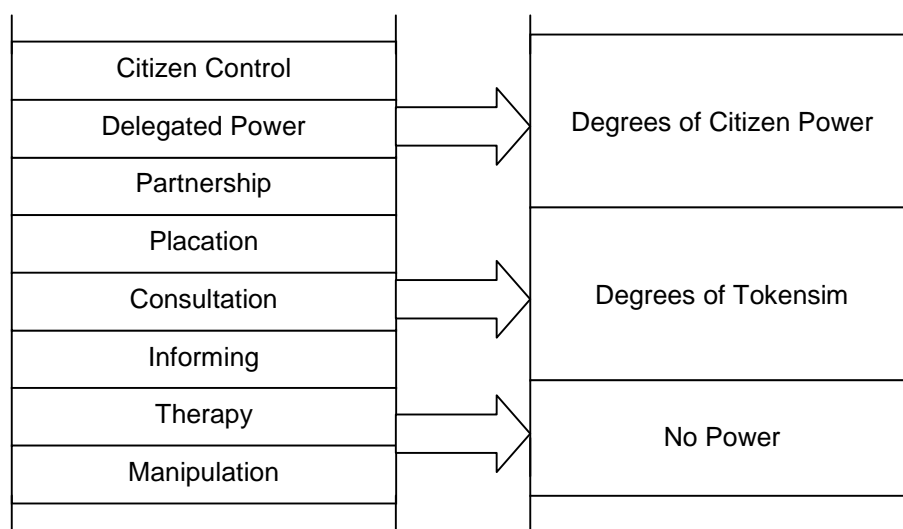 Citizen Control
Delegated Power
Partnership
Placation
Consultation
Informing
Therapy
Manipulation
Degrees of Citizen Power
Degrees of Tokensim
No Power